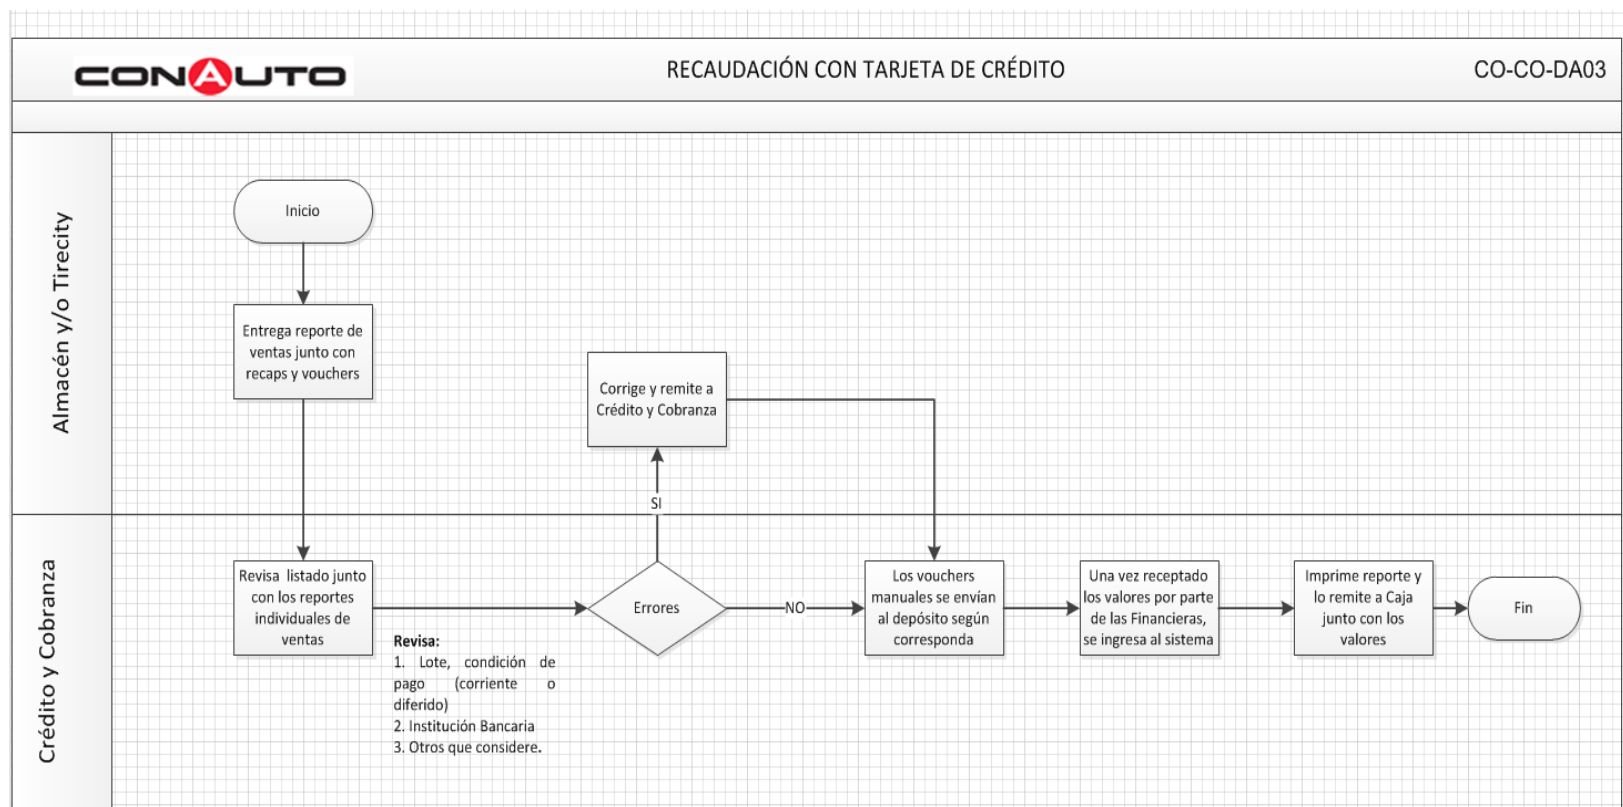 CONAUTO
RECAUDACIÓN CON TARJETA DE CRÉDITO
CO-CO-DA03
Almacén y/o Tirecity
Inicio
Entrega reporte de
ventas junto con
recaps y vouchers
Corrige y remite a
Crédito y Cobranza
SI
Crédito y Cobranza
Revisa listado junto
con los reportes
individuales de
ventas
Revisa:
1. Lote, condición de
pago (corriente o
diferido)
2. Institución Bancaria
3. Otros que considere.
Errores
NO
Los vouchers
manuales se envían
al depósito según
corresponda
Una vez receptado
los valores por parte
de las Financieras,
se ingresa al sistema
Imprime reporte y
lo remite a Caja
junto con los
valores
Fin